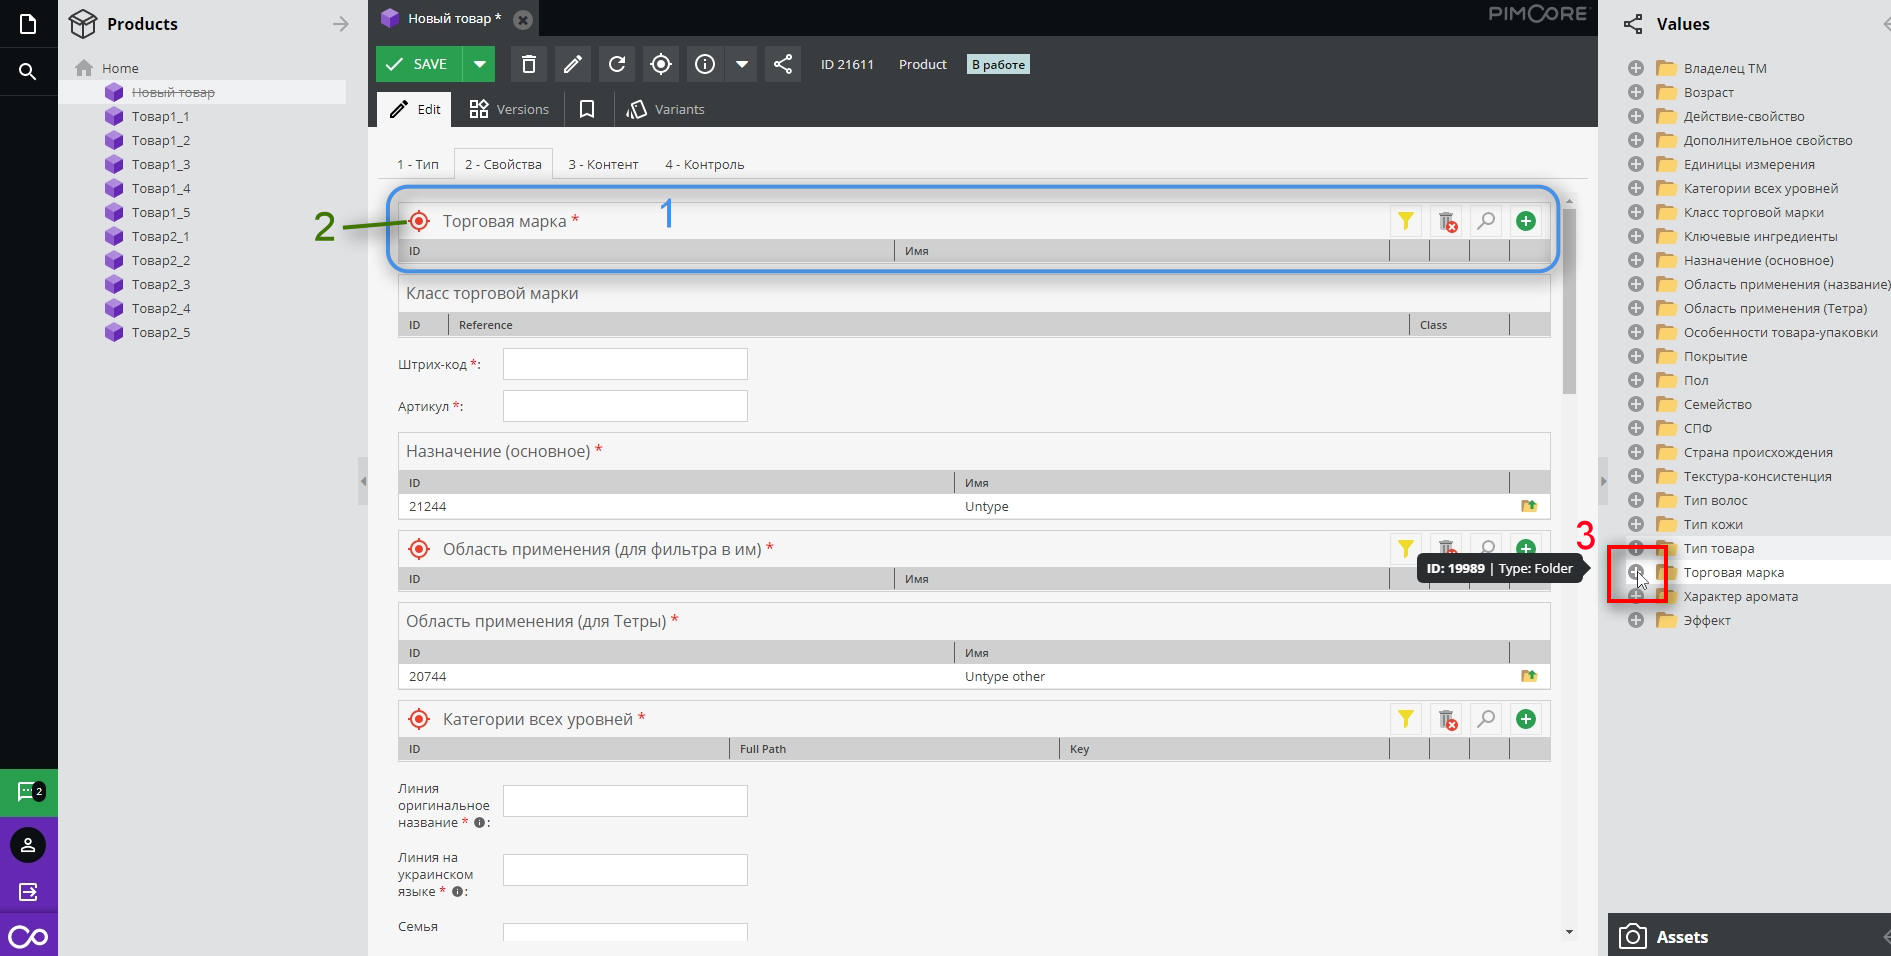 Products
Home
Новый товар
Товар1_1
Товар1_2
Товар1_3
Товар1_4
Товар1_5
Товар2_1
Товар2_2
Товар2_3
Товар2_4
Товар2_5
2
Новый товар *
PIMCORE
SAVE
ID 21611
Product
В работе
Edit
Versions
Variants
1 - Тип
2 - Свойства
3 - Контент
4 - Контроль
2
1
Торговая марка *
ID Имя
Класс торговой марки
ID Reference Class
Штрих-код *:
Артикул *:
Назначение (основное) *
ID Имя
21244 Untype
Область применения (для фильтра в им) *
ID Имя
Область применения (для Тетры) *
ID Имя
20744 Untype other
Категории всех уровней *
ID Full Path Key
Линия
оригинальное
название * :
Линия на
украинском
языке * :
Семья
3
ID: 19989 | Type: Folder
Values
Владелец ТМ
Возраст
Действие-свойство
Дополнительное свойство
Единицы измерения
Категории всех уровней
Класс торговой марки
Ключевые ингредиенты
Назначение (основное)
Область применения (название)
Область применения (Тетра)
Особенности товара-упаковки
Покрытие
Пол
Семейство
СПФ
Страна происхождения
Текстура-консистенция
Тип волос
Тип кожи
Тип товара
Торговая марка
Характер аромата
Эффект
Assets